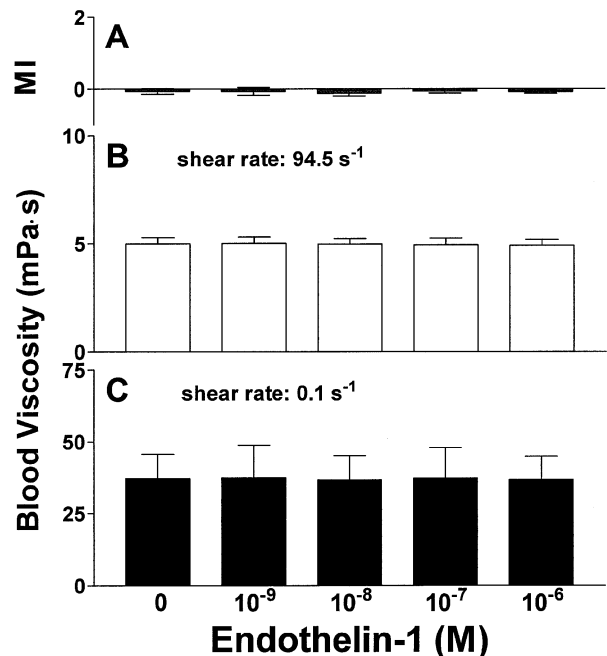 A
MI
2
0
B
shear rate: 94.5 s⁻¹
10
5
0
Blood Viscosity (mPa·s)
C
shear rate: 0.1 s⁻¹
75
50
25
0
0 10⁻⁹ 10⁻⁸ 10⁻⁷ 10⁻⁶
Endothelin-1 (M)